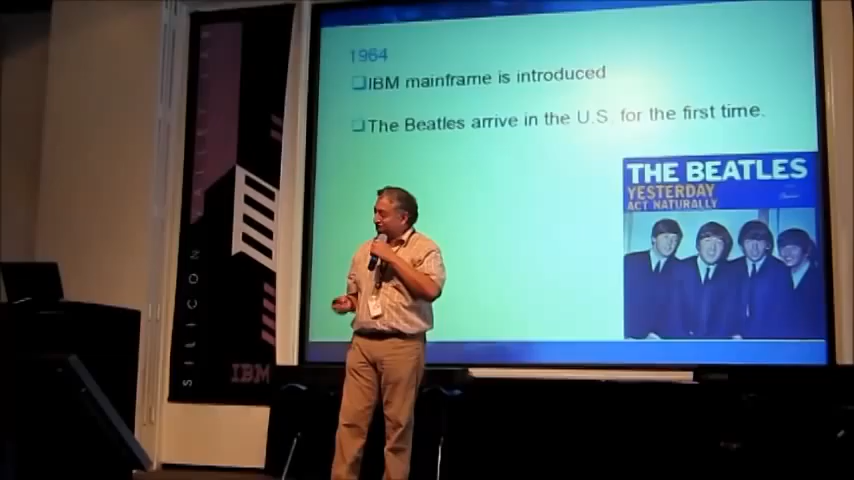 1964
IBM mainframe is introduced
The Beatles arrive in the U.S. for the first time.
THE BEATLES
YESTERDAY
ACT NATURALLY
SILICON
IBM